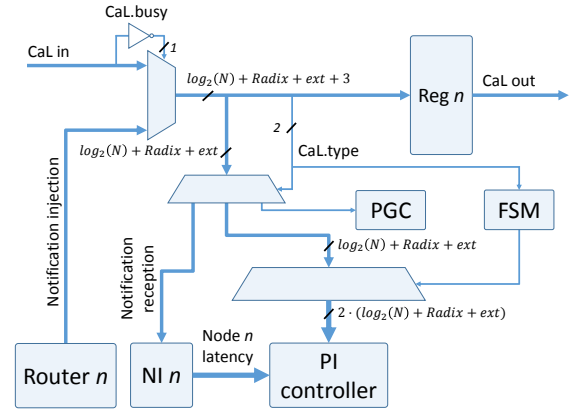 CaL.busy
1
CaL in
log₂(N) + Radix + ext + 3
Reg n
CaL out
2
log₂(N) + Radix + ext
CaL.type
PGC
FSM
Notification injection
log₂(N) + Radix + ext
Notification
reception
2 · (log₂(N) + Radix + ext)
Node n
latency
Router n
NI n
PI
controller